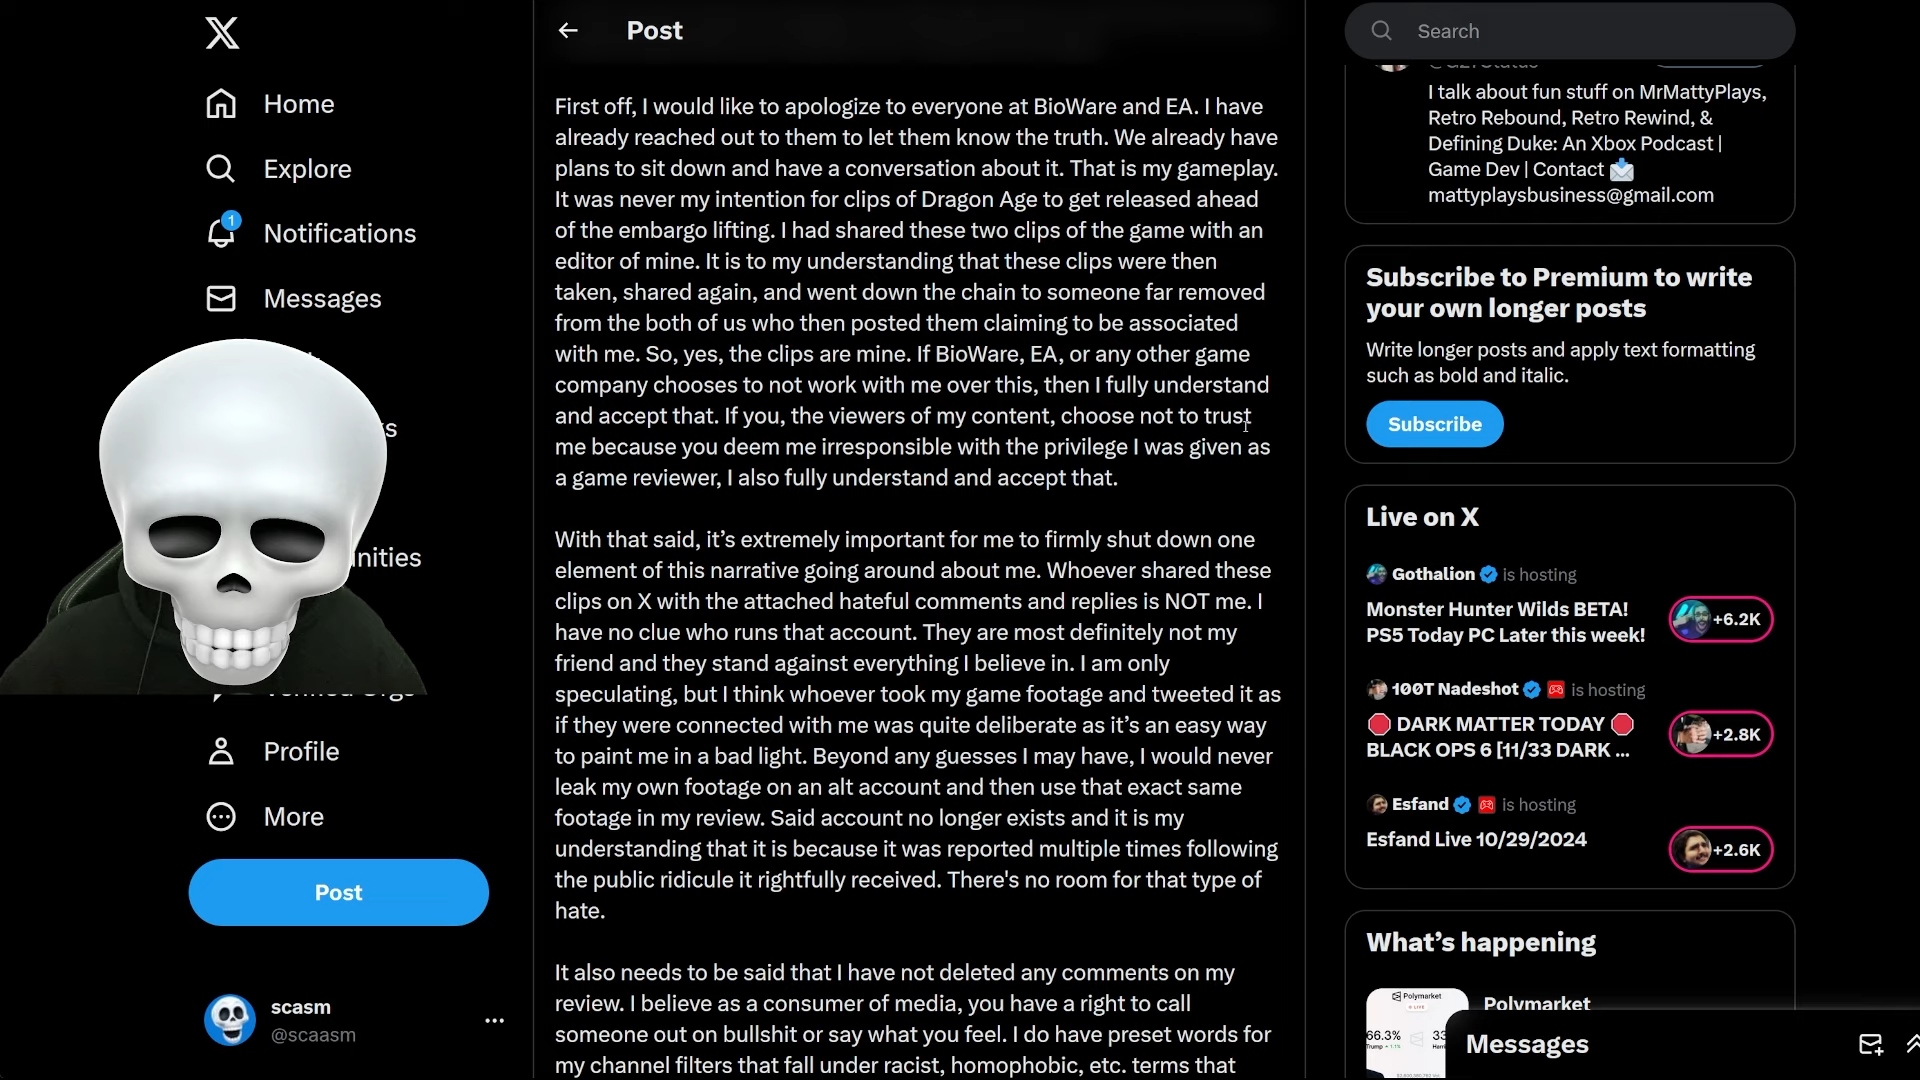 Home
Explore
1
Notifications
Messages
Profile
More
Post
scasm
@scaasm
Post
First off, I would like to apologize to everyone at BioWare and EA. I have
already reached out to them to let them know the truth. We already have
plans to sit down and have a conversation about it. That is my gameplay.
It was never my intention for clips of Dragon Age to get released ahead
of the embargo lifting. I had shared these two clips of the game with an
editor of mine. It is to my understanding that these clips were then
taken, shared again, and went down the chain to someone far removed
from the both of us who then posted them claiming to be associated
with me. So, yes, the clips are mine. If BioWare, EA, or any other game
company chooses to not work with me over this, then I fully understand
and accept that. If you, the viewers of my content, choose not to trust
me because you deem me irresponsible with the privilege I was given as
a game reviewer, I also fully understand and accept that.
With that said, it’s extremely important for me to firmly shut down one
element of this narrative going around about me. Whoever shared these
clips on X with the attached hateful comments and replies is NOT me. I
have no clue who runs that account. They are most definitely not my
friend and they stand against everything I believe in. I am only
speculating, but I think whoever took my game footage and tweeted it as
if they were connected with me was quite deliberate as it’s an easy way
to paint me in a bad light. Beyond any guesses I may have, I would never
leak my own footage on an alt account and then use that exact same
footage in my review. Said account no longer exists and it is my
understanding that it is because it was reported multiple times following
the public ridicule it rightfully received. There's no room for that type of
hate.
It also needs to be said that I have not deleted any comments on my
review. I believe as a consumer of media, you have a right to call
someone out on bullshit or say what you feel. I do have preset words for
my channel filters that fall under racist, homophobic, etc. terms that
Search
I talk about fun stuff on MrMattyPlays,
Retro Rebound, Retro Rewind, &
Defining Duke: An Xbox Podcast |
Game Dev | Contact
mattyplaysbusiness@gmail.com
Subscribe to Premium to write
your own longer posts
Write longer posts and apply text formatting
such as bold and italic.
Subscribe
Live on X
Gothalion is hosting
Monster Hunter Wilds BETA!
PS5 Today PC Later this week!
+6.2K
100T Nadeshot is hosting
🛑 DARK MATTER TODAY 🛑
BLACK OPS 6 [11/33 DARK ...
+2.8K
Esfand is hosting
Esfand Live 10/29/2024
+2.6K
What’s happening
Polymarket
LIVE
66.3%
33
Polymarket
Messages